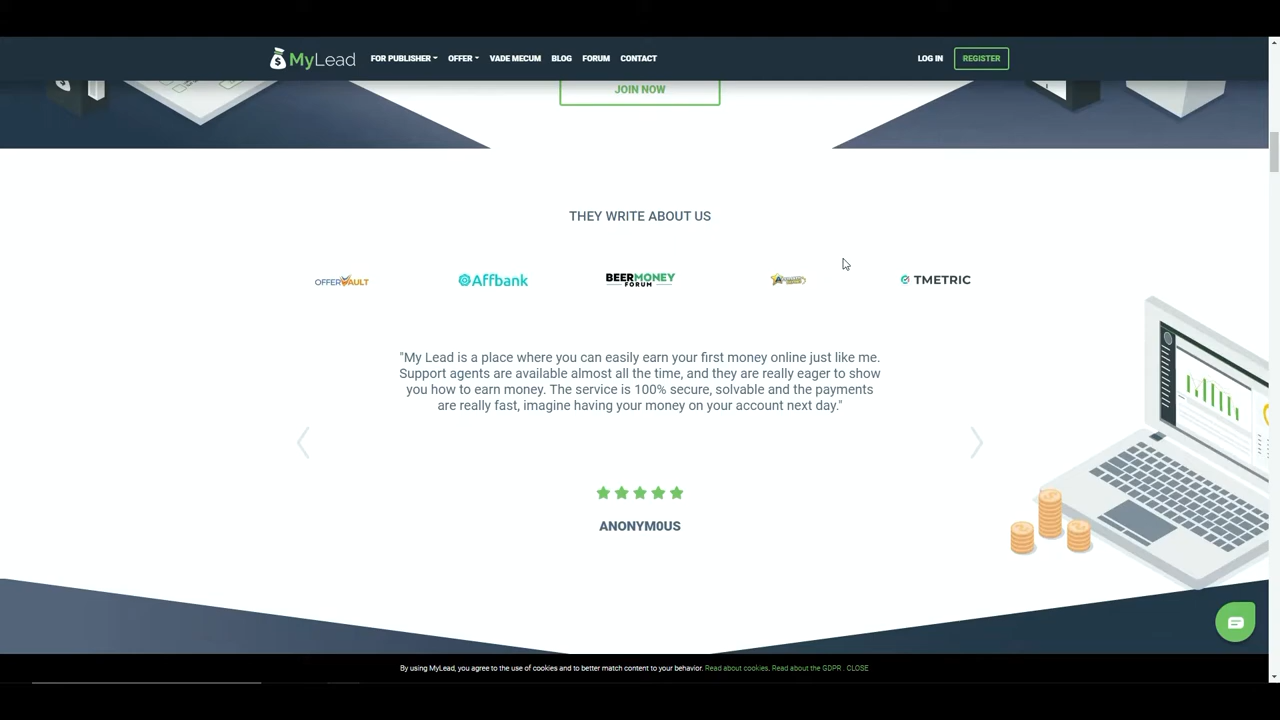 MyLead
FOR PUBLISHER
OFFER
VADE MECUM
BLOG
FORUM
CONTACT
LOG IN
REGISTER
JOIN NOW
THEY WRITE ABOUT US
OFFERVAULT
Affbank
BEERMONEY
FORUM
TMETRIC
"My Lead is a place where you can easily earn your first money online just like me.
Support agents are available almost all the time, and they are really eager to show
you how to earn money. The service is 100% secure, solvable and the payments
are really fast, imagine having your money on your account next day."
ANONYM0US
By using MyLead, you agree to the use of cookies and to better match content to your behavior. Read about cookies. Read about the GDPR . CLOSE